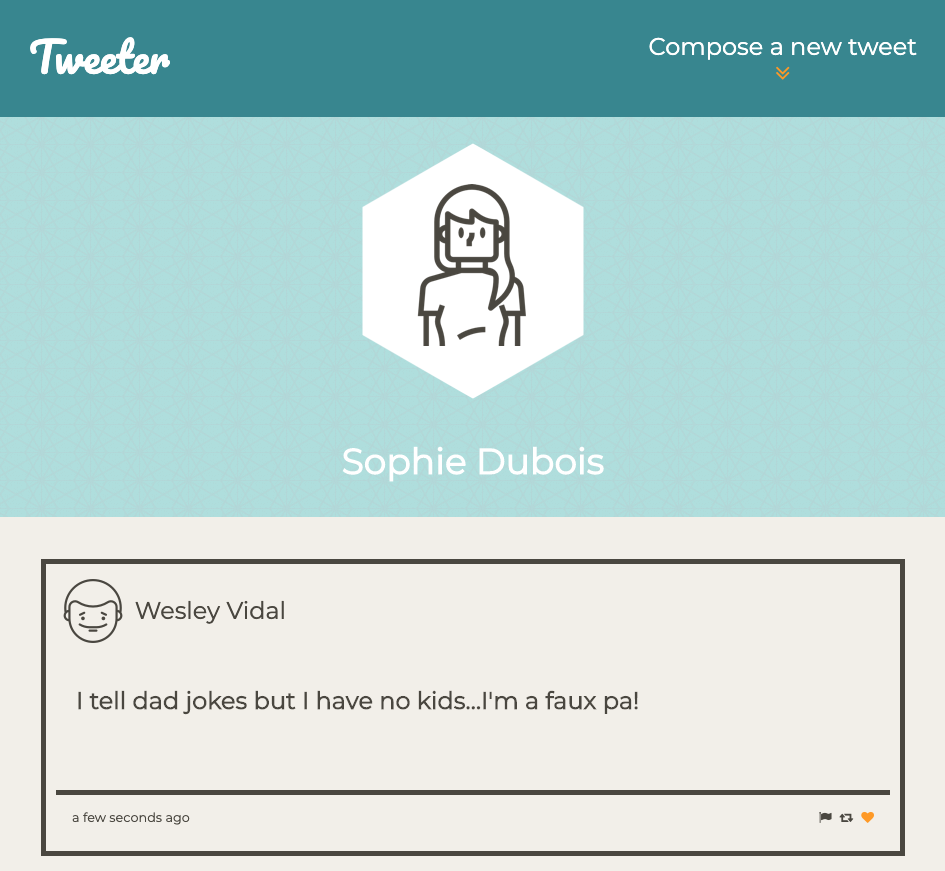 Tweeter
Compose a new tweet
Sophie Dubois
Wesley Vidal
I tell dad jokes but I have no kids...I'm a faux pa!
a few seconds ago